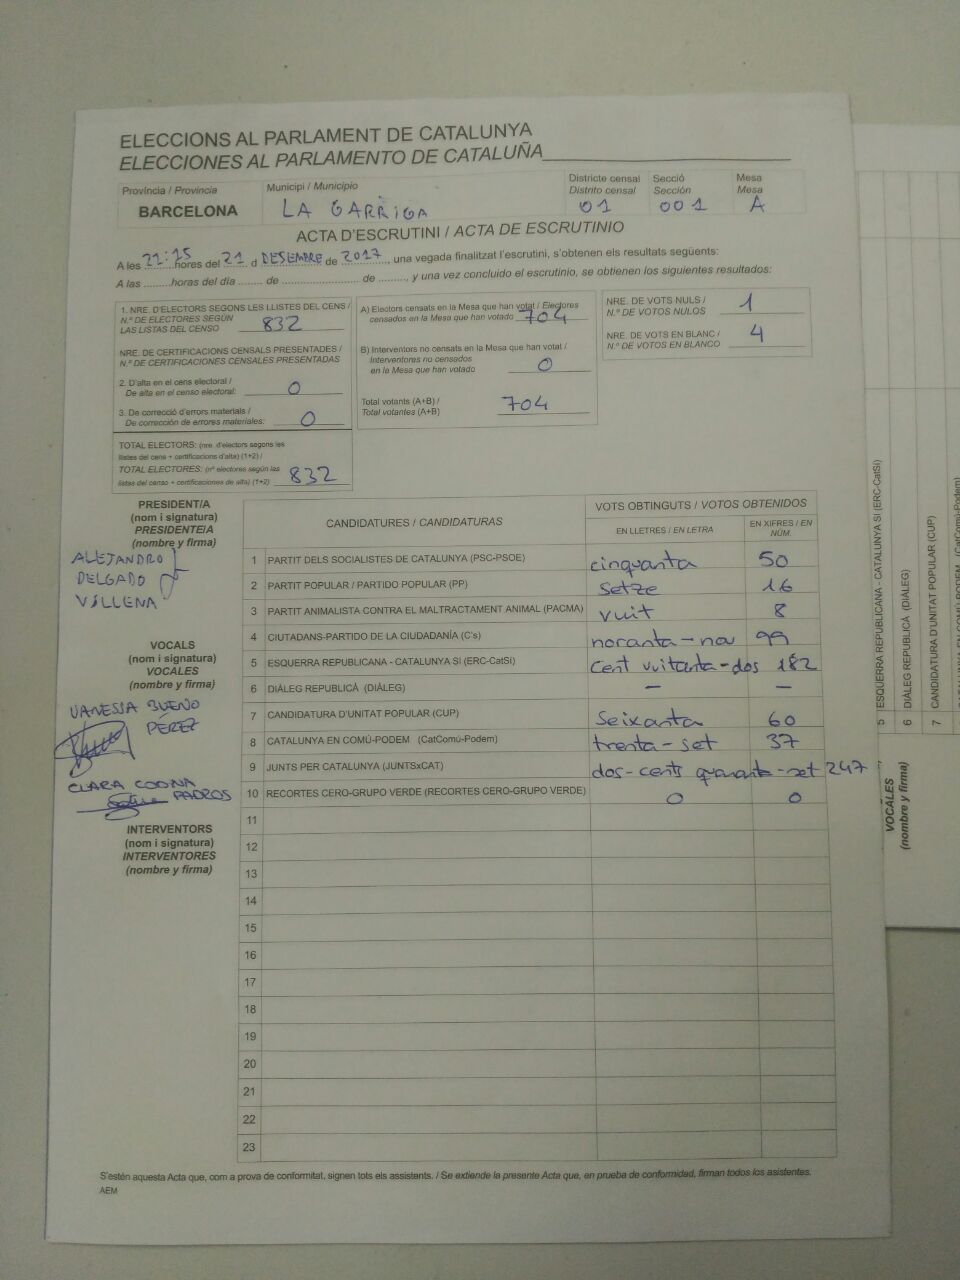 ELECCIONS AL PARLAMENT DE CATALUNYA
ELECCIONES AL PARLAMENTO DE CATALUÑA
Província / Provincia
BARCELONA
Municipi / Municipio
LA GARRIGA
Districte censal
Distrito censal
01
Secció
Sección
001
Mesa
Mesa
A
ACTA D'ESCRUTINI / ACTA DE ESCRUTINIO
A les 21:15 hores del 21 d DESEMBRE de 2017, una vegada finalitzat l'escrutini, s'obtenen els resultats següents:
A las .........horas del día ........ de .......................... de ........, y una vez concluido el escrutinio, se obtienen los siguientes resultados:
1. NRE. D'ELECTORS SEGONS LES LLISTES DEL CENS /
N.º DE ELECTORES SEGÚN
LAS LISTAS DEL CENSO 832
NRE. DE CERTIFICACIONS CENSALS PRESENTADES /
N.º DE CERTIFICACIONES CENSALES PRESENTADAS
2. D'alta en el cens electoral /
De alta en el censo electoral: 0
3. De correcció d'errors materials /
De corrección de errores materiales: 0
TOTAL ELECTORS: (nre. d'electors segons les
llistes del cens + certificacions d'alta) (1+2) /
TOTAL ELECTORES: (nº electores según las
listas del censo + certificaciones de alta) (1+2) 832
A) Electors censats en la Mesa que han votat / Electores
censados en la Mesa que han votado 704
B) Interventors no censats en la Mesa que han votat /
Interventores no censados
en la Mesa que han votado 0
Total votants (A+B) /
Total votantes (A+B) 704
NRE. DE VOTS NULS /
N.º DE VOTOS NULOS 1
NRE. DE VOTS EN BLANC /
N.º DE VOTOS EN BLANCO 4
PRESIDENT/A
(nom i signatura)
PRESIDENTE/A
(nombre y firma)
ALEJANDRO
DELGADO
VILLENA
VOCALS
(nom i signatura)
VOCALES
(nombre y firma)
VANESSA BUENO
PÉREZ
CLARA CODINA
PADROS
INTERVENTORS
(nom i signatura)
INTERVENTORES
(nombre y firma)
CANDIDATURES / CANDIDATURAS
VOTS OBTINGUTS / VOTOS OBTENIDOS
EN LLETRES / EN LETRA
EN XIFRES / EN NÚM.
1 PARTIT DELS SOCIALISTES DE CATALUNYA (PSC-PSOE) cinquanta 50
2 PARTIT POPULAR / PARTIDO POPULAR (PP) setze 16
3 PARTIT ANIMALISTA CONTRA EL MALTRACTAMENT ANIMAL (PACMA) vuit 8
4 CIUTADANS-PARTIDO DE LA CIUDADANÍA (C's) noranta-nou 99
5 ESQUERRA REPUBLICANA - CATALUNYA SI (ERC-CatSí) cent vuitanta-dos 182
6 DIÀLEG REPUBLICÀ (DIÀLEG) — —
7 CANDIDATURA D'UNITAT POPULAR (CUP) Seixanta 60
8 CATALUNYA EN COMÚ-PODEM (CatComú-Podem) trenta-set 37
9 JUNTS PER CATALUNYA (JUNTSxCAT) dos-cents quaranta-set 247
10 RECORTES CERO-GRUPO VERDE (RECORTES CERO-GRUPO VERDE) 0 0
11
12
13
14
15
16
17
18
19
20
21
22
23
S'estén aquesta Acta que, com a prova de conformitat, signen tots els assistents. / Se extiende la presente Acta que, en prueba de conformidad, firman todos los asistentes.
AEM
5 ESQUERRA REPUBLICANA - CATALUNYA SI (ERC-CatSí)
6 DIÀLEG REPUBLICÀ (DIÀLEG)
7 CANDIDATURA D'UNITAT POPULAR (CUP)
VOCALES
(nombre y firma)